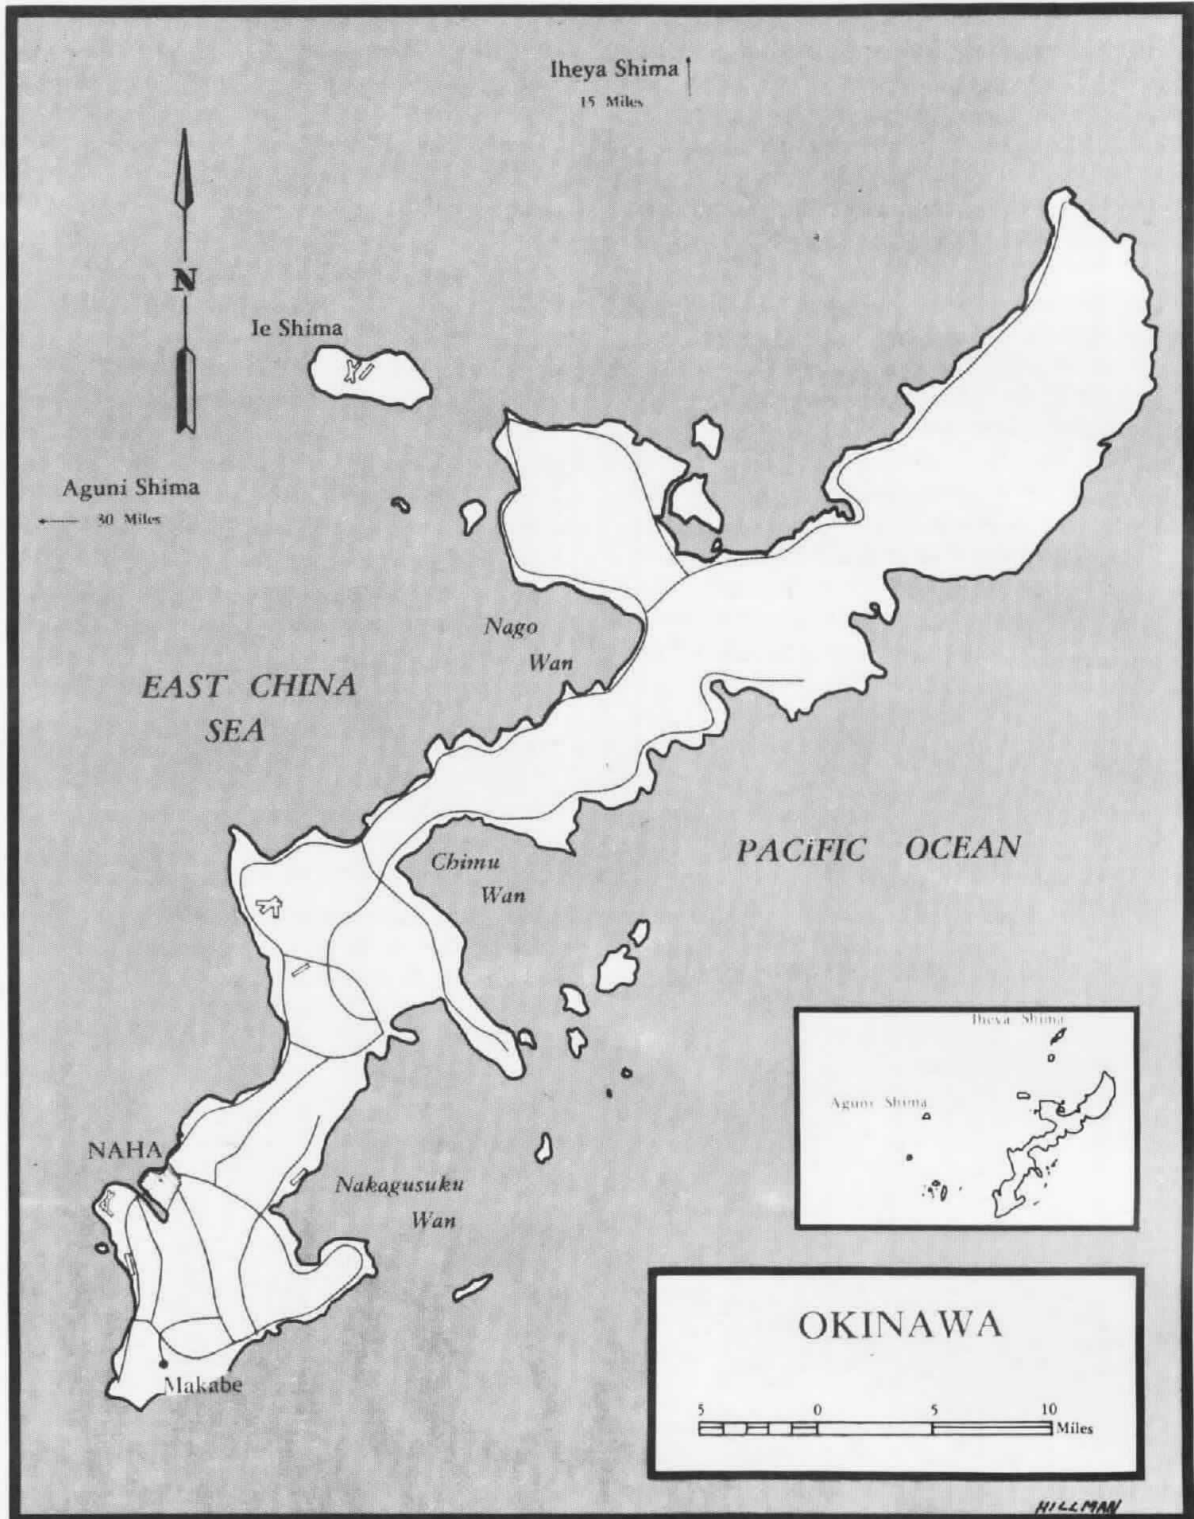 Iheya Shima
15 Miles
N
Ie Shima
Aguni Shima
30 Miles
Nago
Wan
EAST CHINA
SEA
PACiFIC OCEAN
Chimu
Wan
Iheya Shima
Aguni Shima
NAHA
Nakagusuku
Wan
Makabe
OKINAWA
5 0 5 10
Miles
HILLMAN